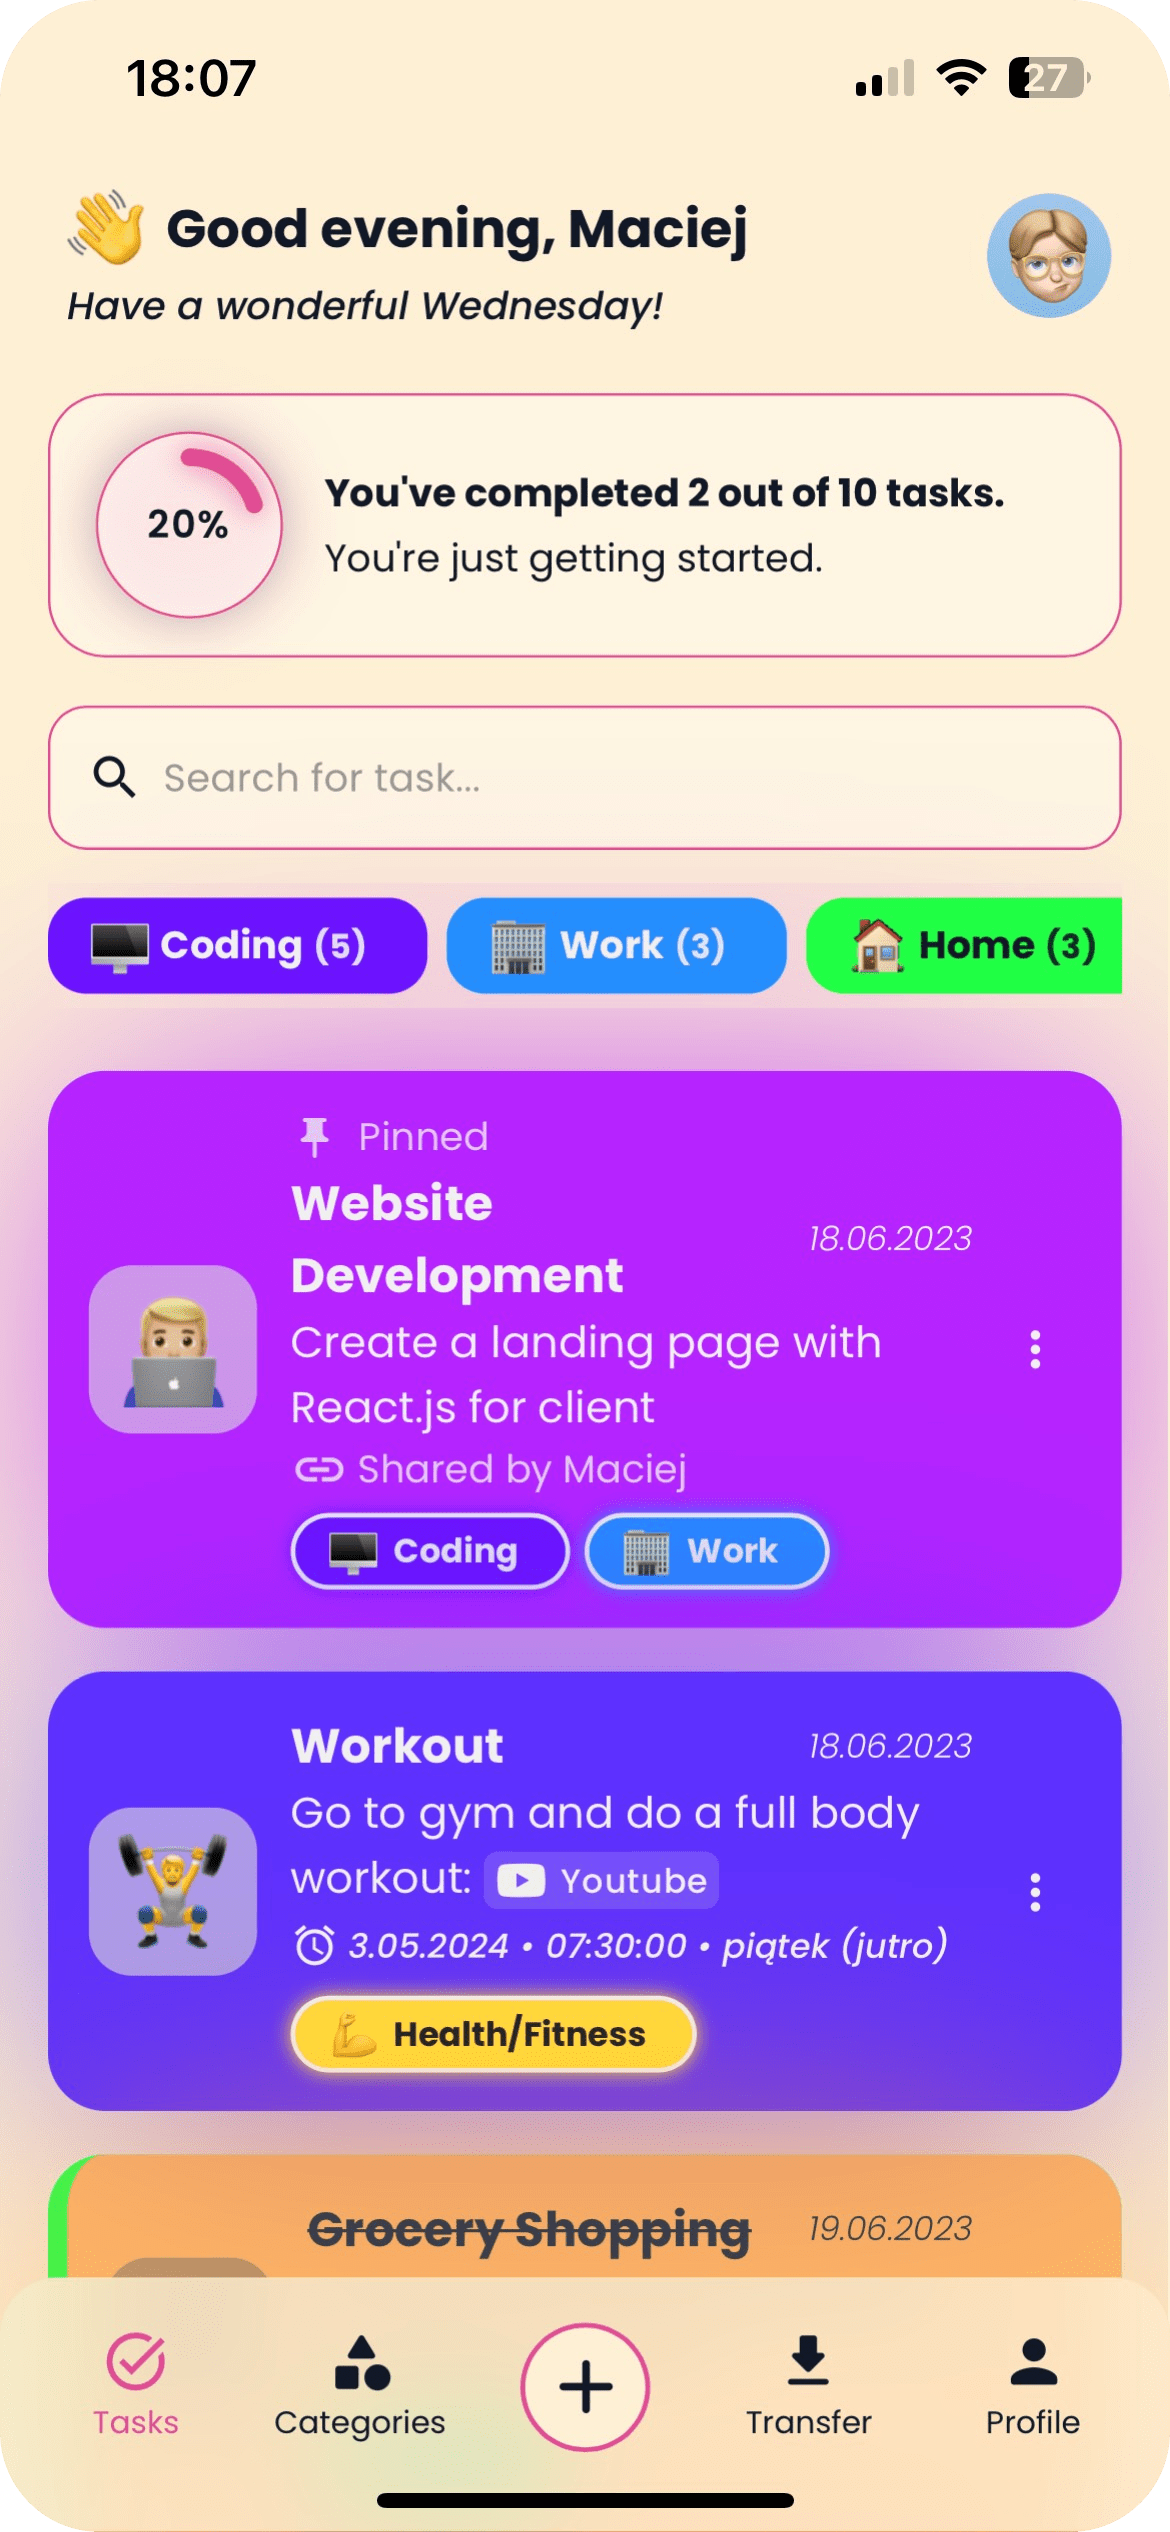 18:07
27
👋 Good evening, Maciej
Have a wonderful Wednesday!
20%
You've completed 2 out of 10 tasks.
You're just getting started.
Search for task...
Coding (5)
Work (3)
Home (3)
Pinned
Website
Development
18.06.2023
Create a landing page with
React.js for client
Shared by Maciej
Coding
Work
Workout
18.06.2023
Go to gym and do a full body
workout: Youtube
3.05.2024 • 07:30:00 • piątek (jutro)
Health/Fitness
Grocery Shopping
19.06.2023
Tasks
Categories
Transfer
Profile